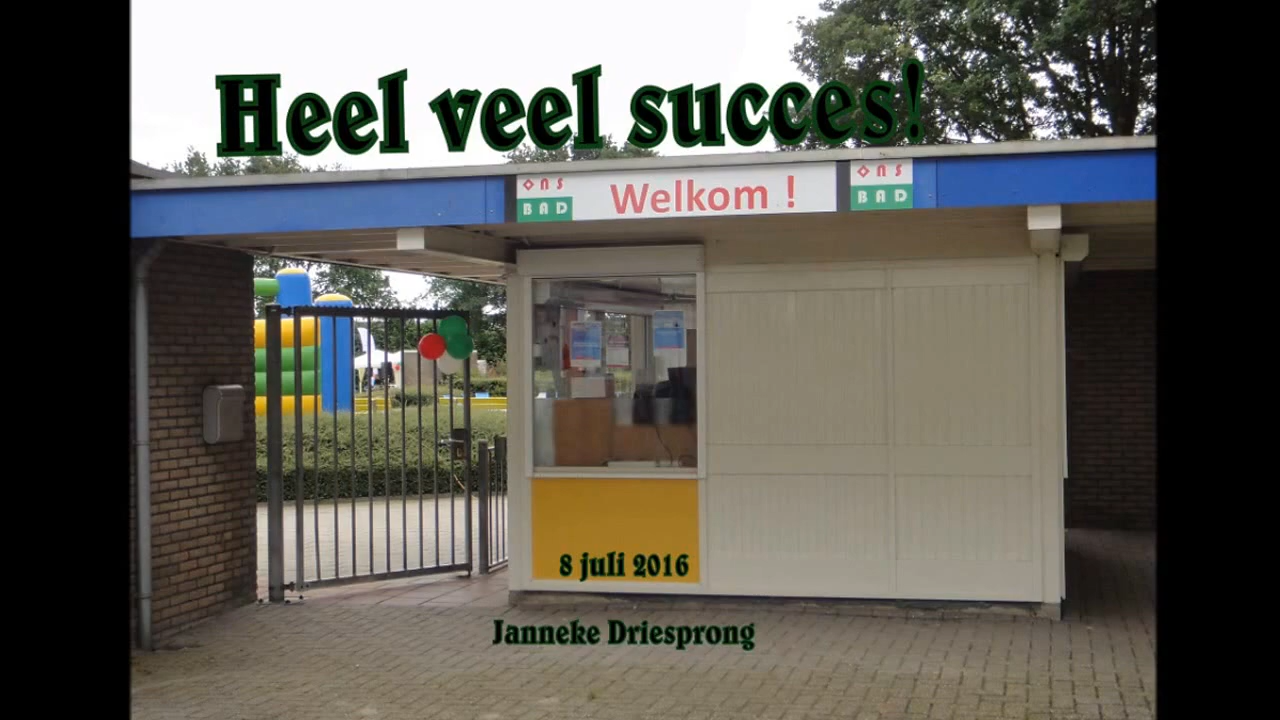 Heel veel succes!
ONS
BAD
Welkom !
ONS
BAD
8 juli 2016
Janneke Driesprong